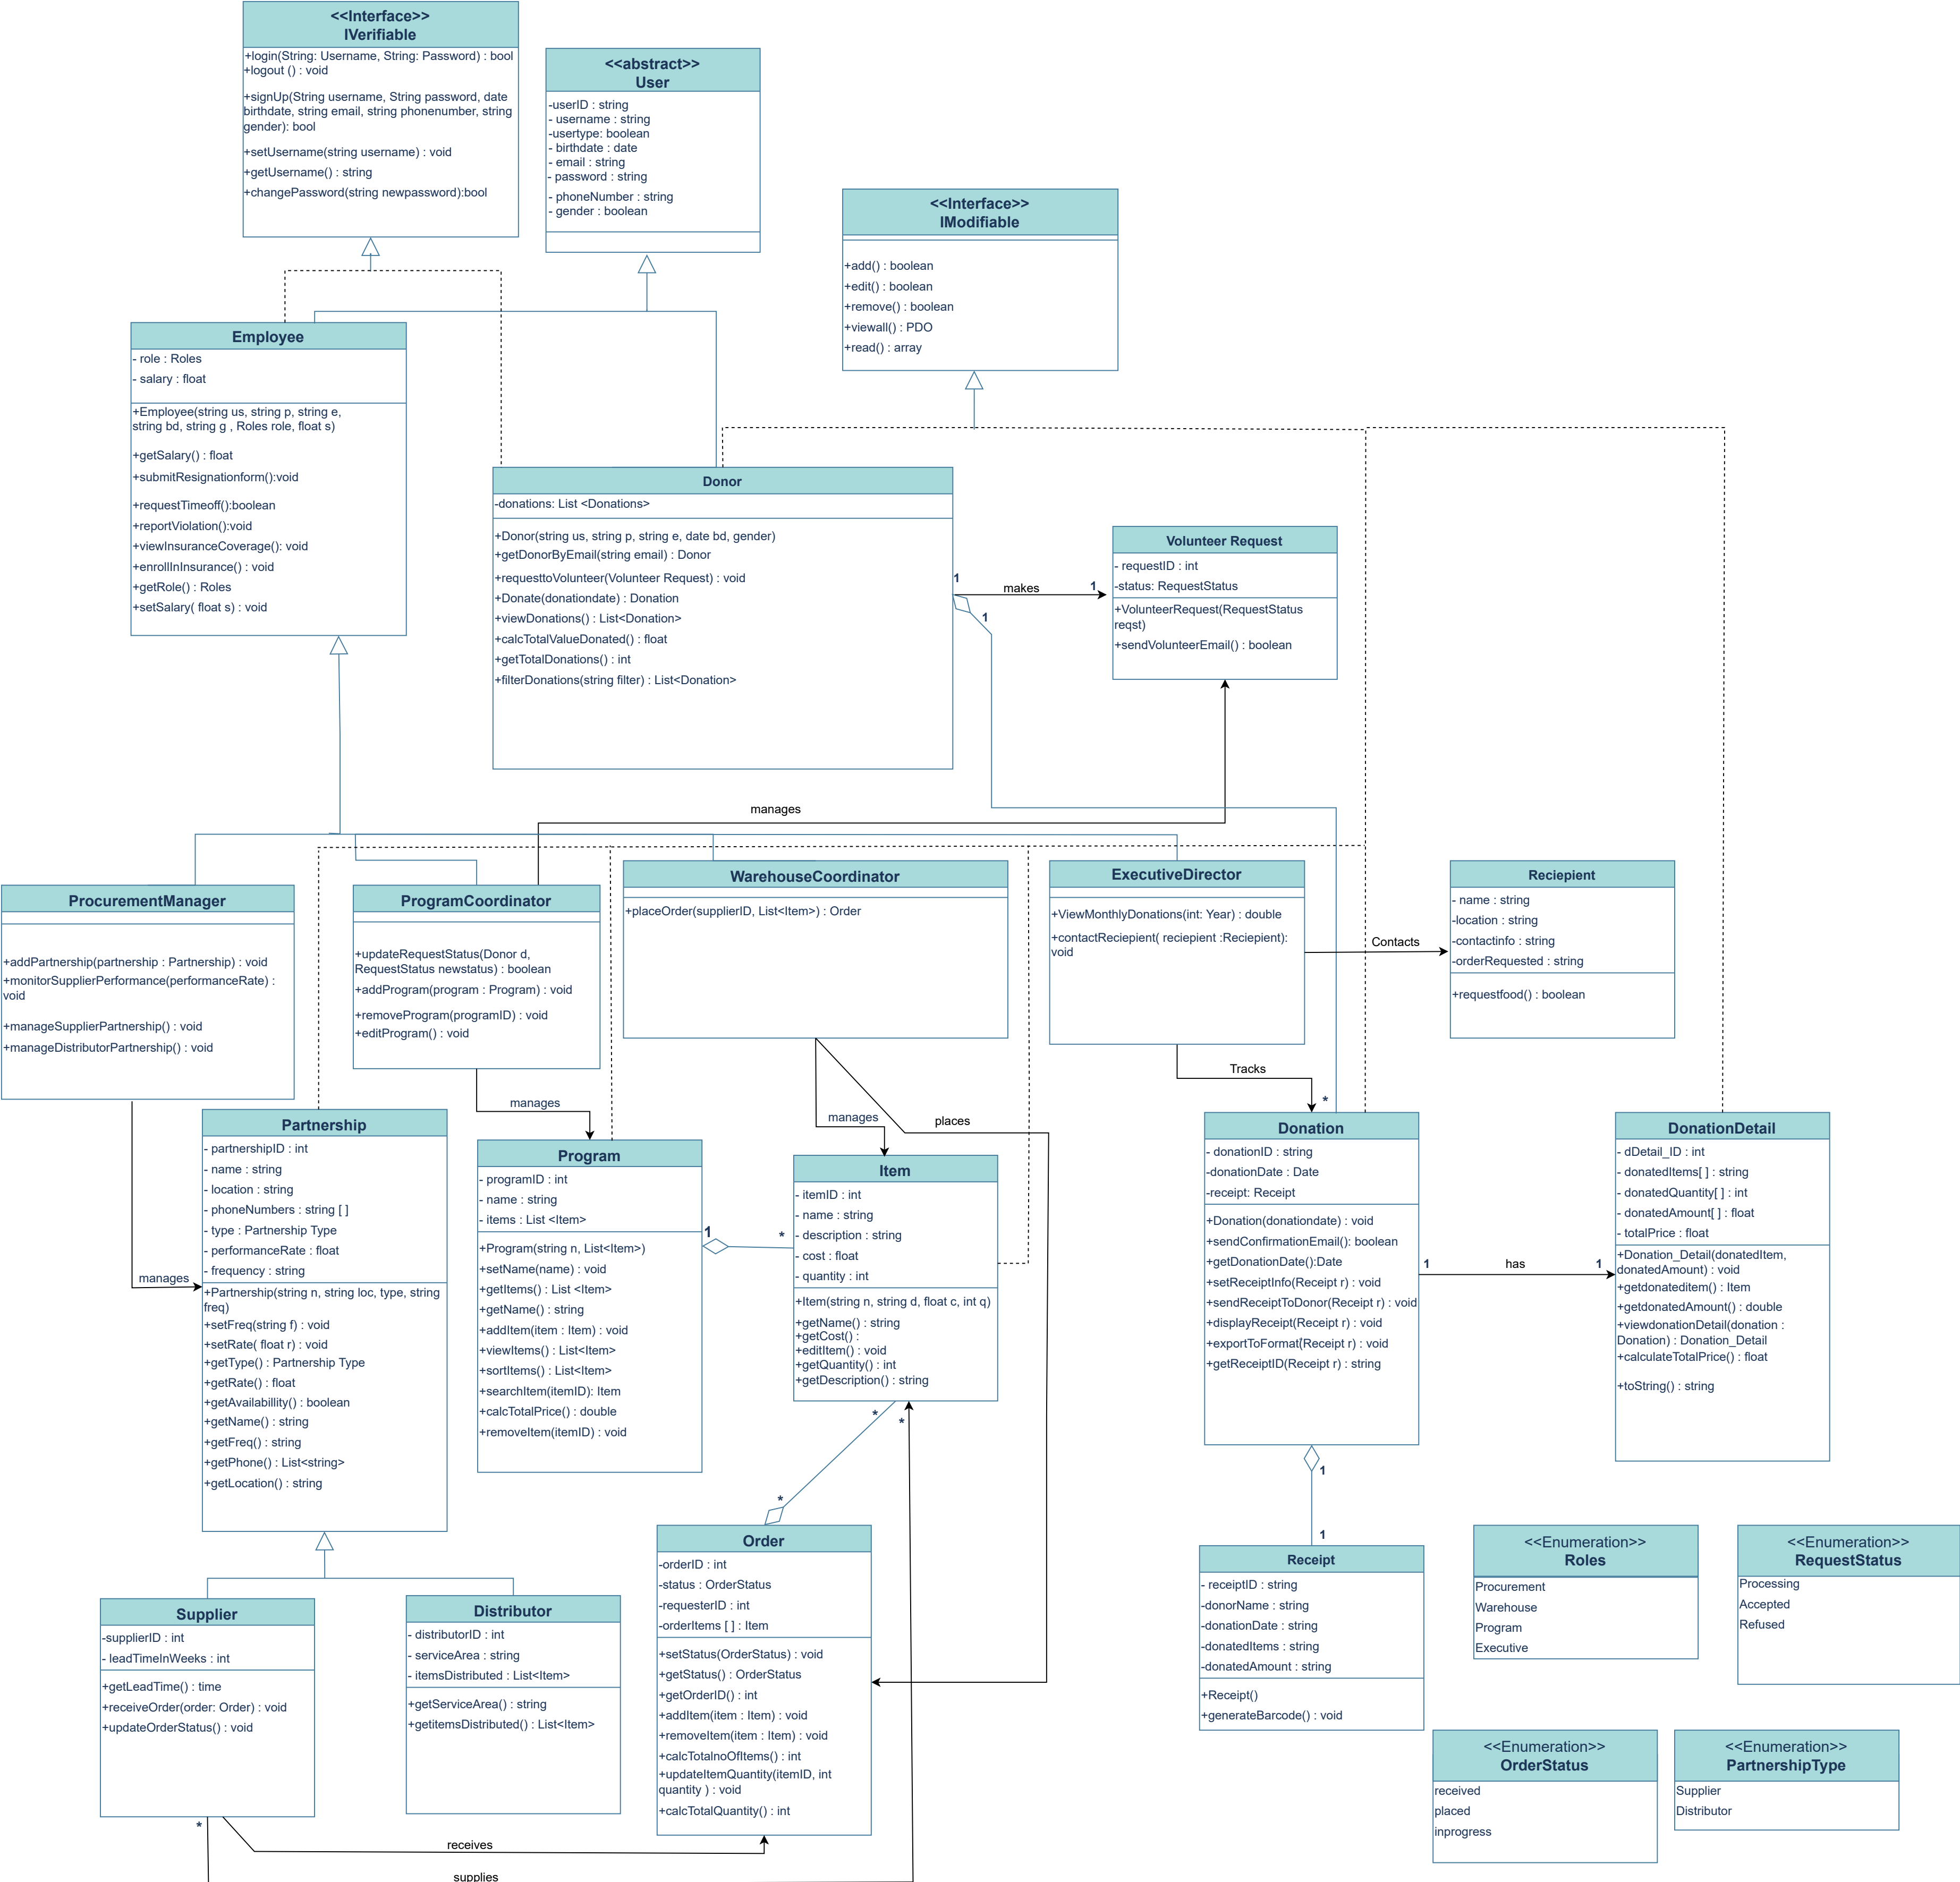 <<Interface>>
IVerifiable
+login(String: Username, String: Password) : bool
+logout () : void
+signUp(String username, String password, date
birthdate, string email, string phonenumber, string
gender): bool
+setUsername(string username) : void
+getUsername() : string
+changePassword(string newpassword):bool
<<abstract>>
User
-userID : string
- username : string
-usertype: boolean
- birthdate : date
- email : string
- password : string
- phoneNumber : string
- gender : boolean
<<Interface>>
IModifiable
+add() : boolean
+edit() : boolean
+remove() : boolean
+viewall() : PDO
+read() : array
Employee
- role : Roles
- salary : float
+Employee(string us, string p, string e,
string bd, string g , Roles role, float s)
+getSalary() : float
+submitResignationform():void
+requestTimeoff():boolean
+reportViolation():void
+viewInsuranceCoverage(): void
+enrollInInsurance() : void
+getRole() : Roles
+setSalary( float s) : void
Donor
-donations: List <Donations>
+Donor(string us, string p, string e, date bd, gender)
+getDonorByEmail(string email) : Donor
+requesttoVolunteer(Volunteer Request) : void
+Donate(donationdate) : Donation
+viewDonations() : List<Donation>
+calcTotalValueDonated() : float
+getTotalDonations() : int
+filterDonations(string filter) : List<Donation>
1
makes
1
1
Volunteer Request
- requestID : int
-status: RequestStatus
+VolunteerRequest(RequestStatus
reqst)
+sendVolunteerEmail() : boolean
manages
ProcurementManager
+addPartnership(partnership : Partnership) : void
+monitorSupplierPerformance(performanceRate) :
void
+manageSupplierPartnership() : void
+manageDistributorPartnership() : void
ProgramCoordinator
+updateRequestStatus(Donor d,
RequestStatus newstatus) : boolean
+addProgram(program : Program) : void
+removeProgram(programID) : void
+editProgram() : void
WarehouseCoordinator
+placeOrder(supplierID, List<Item>) : Order
ExecutiveDirector
+ViewMonthlyDonations(int: Year) : double
+contactReciepient( reciepient :Reciepient):
void
Contacts
Reciepient
- name : string
-location : string
-contactinfo : string
-orderRequested : string
+requestfood() : boolean
manages
manages
places
Tracks
*
manages
Partnership
- partnershipID : int
- name : string
- location : string
- phoneNumbers : string [ ]
- type : Partnership Type
- performanceRate : float
- frequency : string
+Partnership(string n, string loc, type, string
freq)
+setFreq(string f) : void
+setRate( float r) : void
+getType() : Partnership Type
+getRate() : float
+getAvailabillity() : boolean
+getName() : string
+getFreq() : string
+getPhone() : List<string>
+getLocation() : string
Program
- programID : int
- name : string
- items : List <Item>
+Program(string n, List<Item>)
+setName(name) : void
+getItems() : List <Item>
+getName() : string
+addItem(item : Item) : void
+viewItems() : List<Item>
+sortItems() : List<Item>
+searchItem(itemID): Item
+calcTotalPrice() : double
+removeItem(itemID) : void
1
*
Item
- itemID : int
- name : string
- description : string
- cost : float
- quantity : int
+Item(string n, string d, float c, int q)
+getName() : string
+getCost() :
+editItem() : void
+getQuantity() : int
+getDescription() : string
*
*
*
Donation
- donationID : string
-donationDate : Date
-receipt: Receipt
+Donation(donationdate) : void
+sendConfirmationEmail(): boolean
+getDonationDate():Date
+setReceiptInfo(Receipt r) : void
+sendReceiptToDonor(Receipt r) : void
+displayReceipt(Receipt r) : void
+exportToFormat(Receipt r) : void
+getReceiptID(Receipt r) : string
1
has
1
DonationDetail
- dDetail_ID : int
- donatedItems[ ] : string
- donatedQuantity[ ] : int
- donatedAmount[ ] : float
- totalPrice : float
+Donation_Detail(donatedItem,
donatedAmount) : void
+getdonateditem() : Item
+getdonatedAmount() : double
+viewdonationDetail(donation :
Donation) : Donation_Detail
+calculateTotalPrice() : float
+toString() : string
1
1
Supplier
-supplierID : int
- leadTimeInWeeks : int
+getLeadTime() : time
+receiveOrder(order: Order) : void
+updateOrderStatus() : void
Distributor
- distributorID : int
- serviceArea : string
- itemsDistributed : List<Item>
+getServiceArea() : string
+getitemsDistributed() : List<Item>
Order
-orderID : int
-status : OrderStatus
-requesterID : int
-orderItems [ ] : Item
+setStatus(OrderStatus) : void
+getStatus() : OrderStatus
+getOrderID() : int
+addItem(item : Item) : void
+removeItem(item : Item) : void
+calcTotalnoOfItems() : int
+updateItemQuantity(itemID, int
quantity ) : void
+calcTotalQuantity() : int
Receipt
- receiptID : string
-donorName : string
-donationDate : string
-donatedItems : string
-donatedAmount : string
+Receipt()
+generateBarcode() : void
<<Enumeration>>
Roles
Procurement
Warehouse
Program
Executive
<<Enumeration>>
RequestStatus
Processing
Accepted
Refused
<<Enumeration>>
OrderStatus
received
placed
inprogress
<<Enumeration>>
PartnershipType
Supplier
Distributor
*
receives
supplies